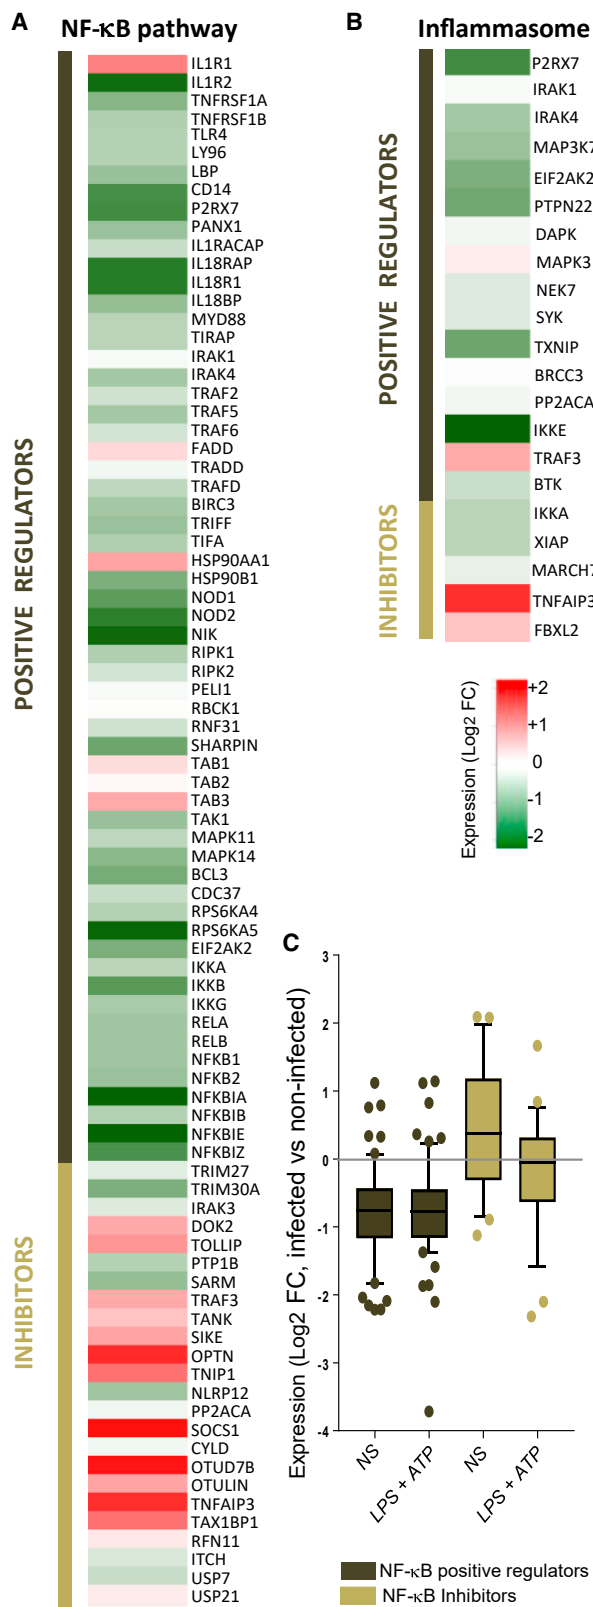 A
NF-κB pathway
POSITIVE REGULATORS
INHIBITORS
IL1R1
IL1R2
TNFRSF1A
TNFRSF1B
TLR4
LY96
LBP
CD14
P2RX7
PANX1
IL1RACAP
IL18RAP
IL18R1
IL18BP
MYD88
TIRAP
IRAK1
IRAK4
TRAF2
TRAF5
TRAF6
FADD
TRADD
TRAFD
BIRC3
TRIFF
TIFA
HSP90AA1
HSP90B1
NOD1
NOD2
NIK
RIPK1
RIPK2
PELI1
RBCK1
RNF31
SHARPIN
TAB1
TAB2
TAB3
TAK1
MAPK11
MAPK14
BCL3
CDC37
RPS6KA4
RPS6KA5
EIF2AK2
IKKA
IKKB
IKKG
RELA
RELB
NFKB1
NFKB2
NFKBIA
NFKBIB
NFKBIE
NFKBIZ
TRIM27
TRIM30A
IRAK3
DOK2
TOLLIP
PTP1B
SARM
TRAF3
TANK
SIKE
OPTN
TNIP1
NLRP12
PP2ACA
SOCS1
CYLD
OTUD7B
OTULIN
TNFAIP3
TAX1BP1
RFN11
ITCH
USP7
USP21
B
Inflammasome
POSITIVE REGULATORS
INHIBITORS
P2RX7
IRAK1
IRAK4
MAP3K7
EIF2AK2
PTPN22
DAPK
MAPK3
NEK7
SYK
TXNIP
BRCC3
PP2ACA
IKKE
TRAF3
BTK
IKKA
XIAP
MARCH7
TNFAIP3
FBXL2
Expression (Log2 FC)
+2
+1
0
-1
-2
C
Expression (Log2 FC, infected vs non-infected)
3
2
1
0
-1
-2
-3
-4
NS
LPS + ATP
NS
LPS + ATP
NF-κB positive regulators
NF-κB Inhibitors